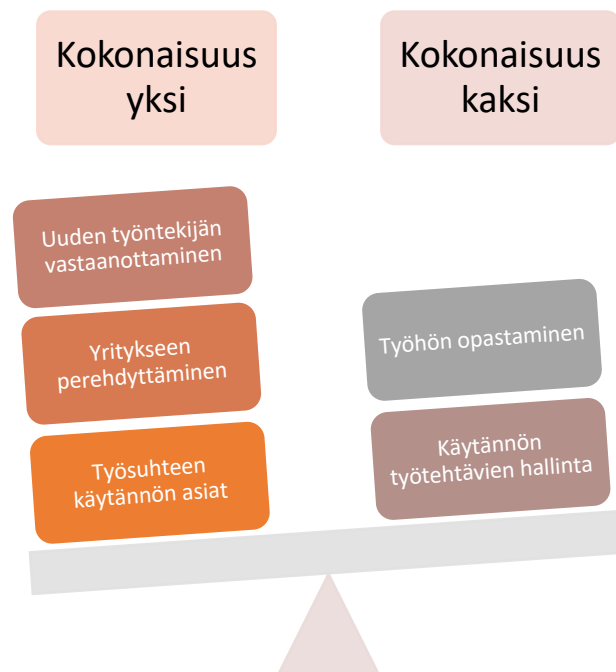 Kokonaisuus
yksi
Kokonaisuus
kaksi
Uuden työntekijän
vastaanottaminen
Yritykseen
perehdyttäminen
Työsuhteen
käytännön asiat
Työhön opastaminen
Käytännön
työtehtävien hallinta